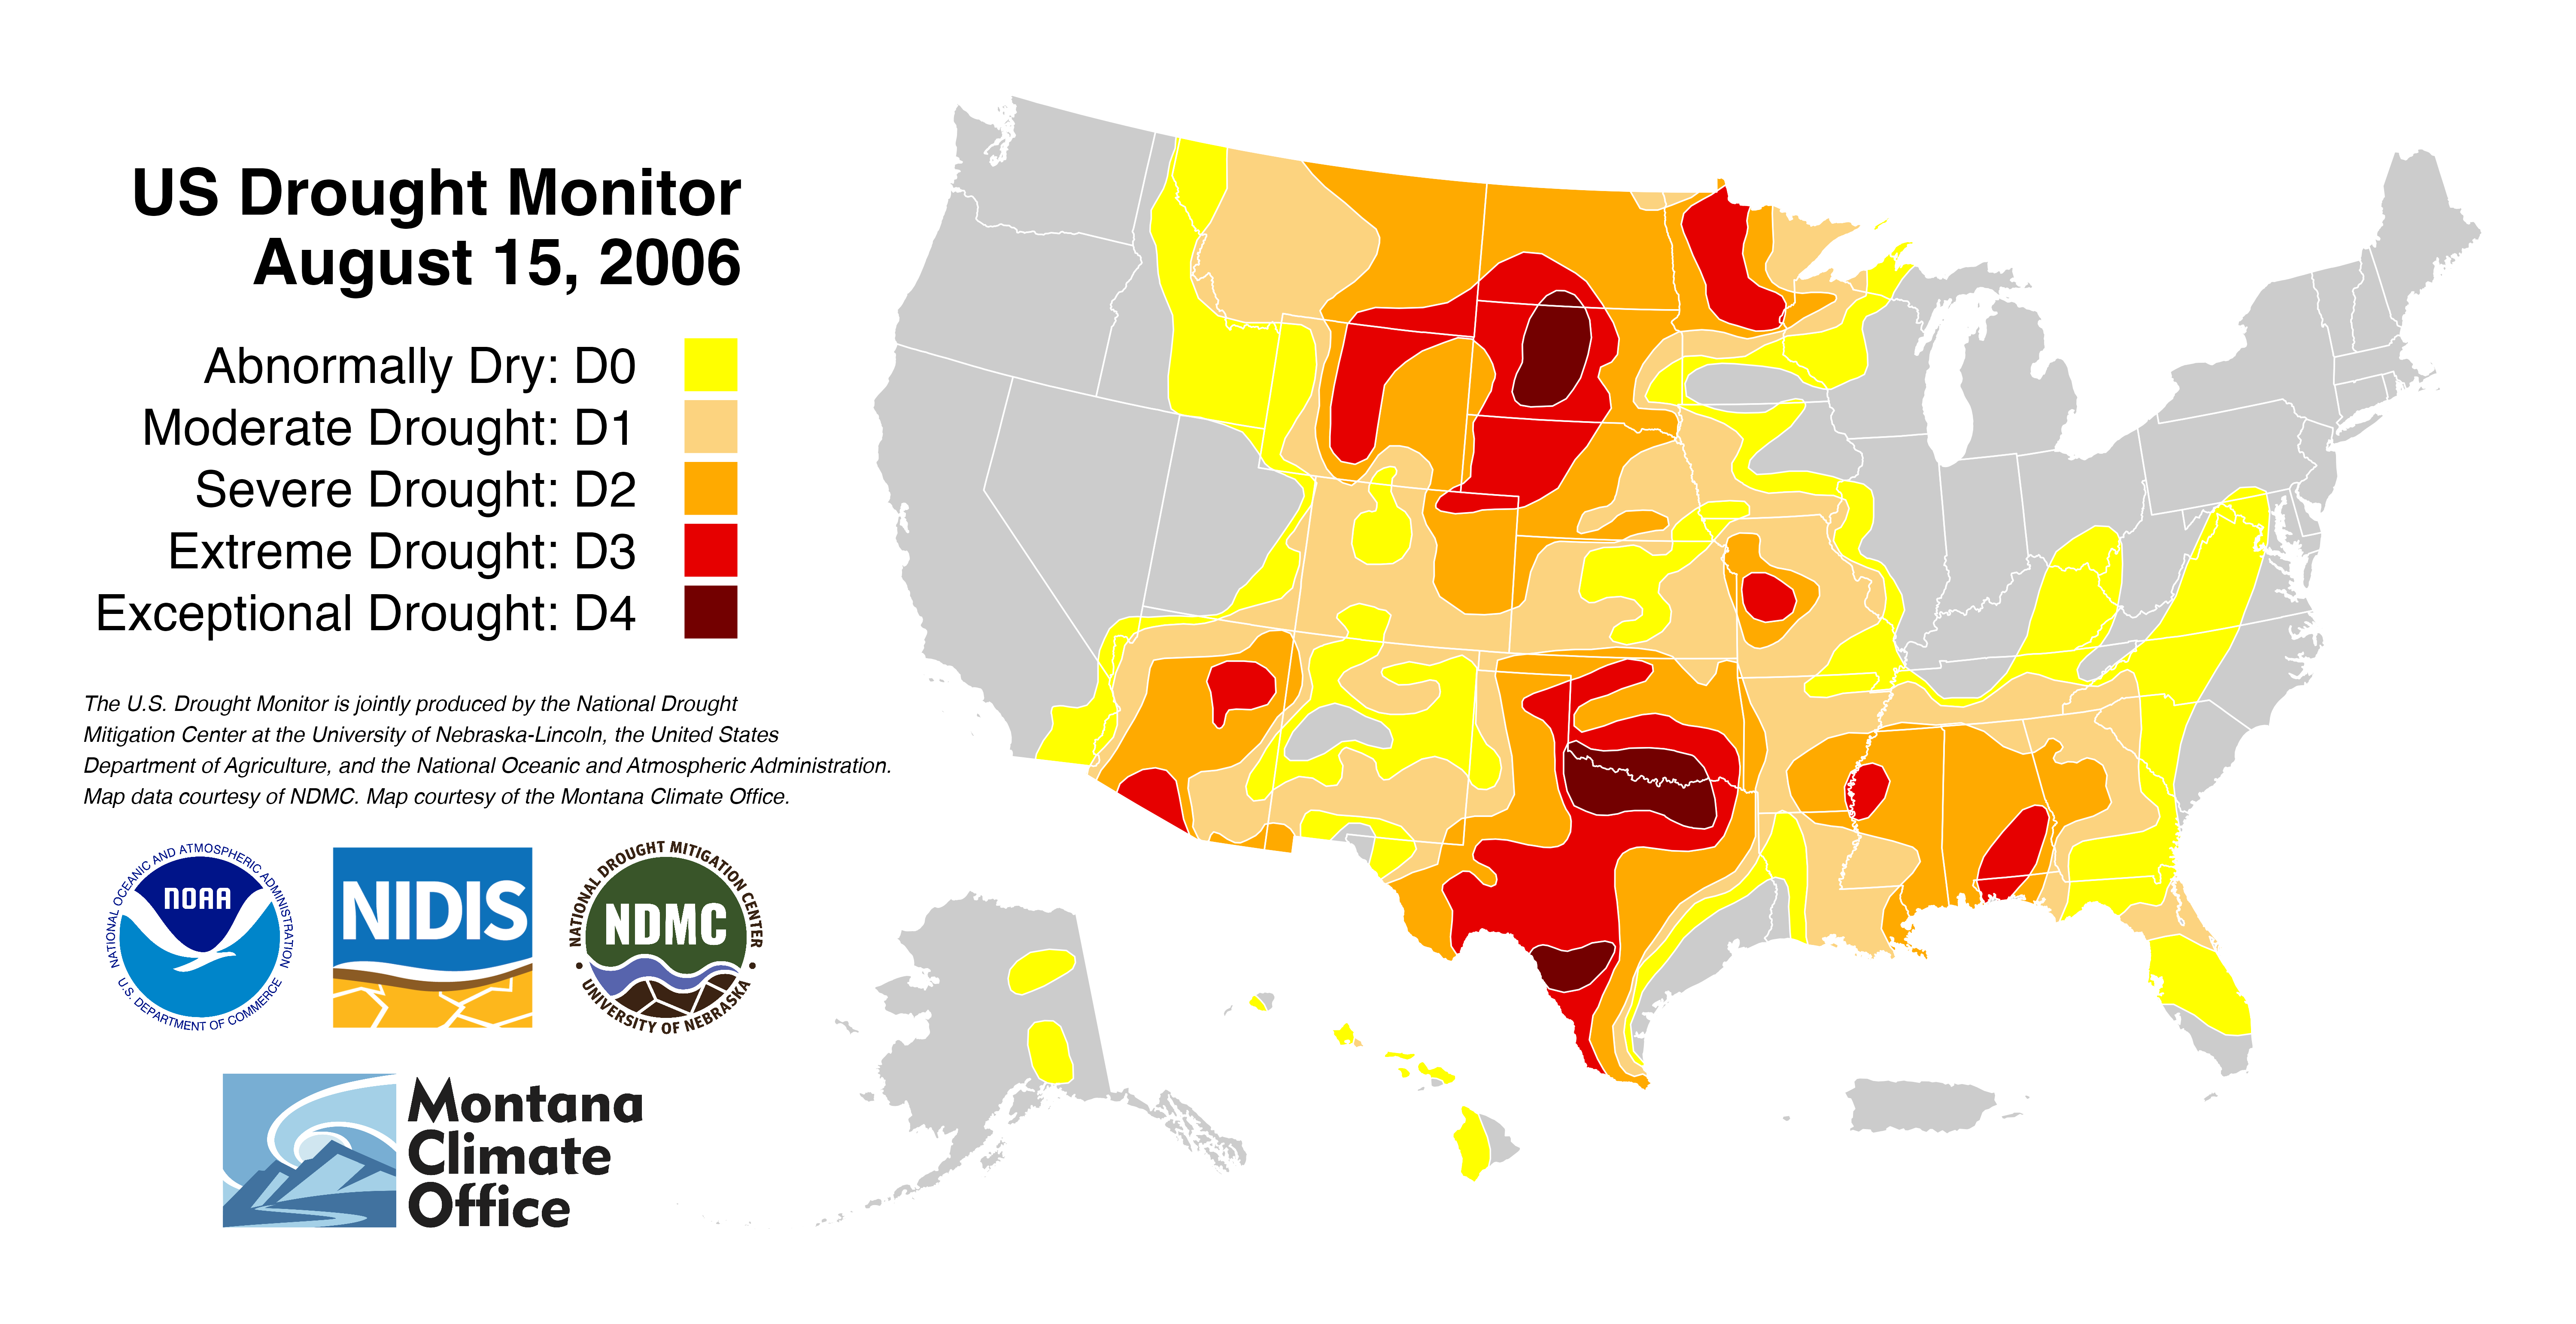 US Drought Monitor
August 15, 2006
Abnormally Dry: D0
Moderate Drought: D1
Severe Drought: D2
Extreme Drought: D3
Exceptional Drought: D4
The U.S. Drought Monitor is jointly produced by the National Drought
Mitigation Center at the University of Nebraska-Lincoln, the United States
Department of Agriculture, and the National Oceanic and Atmospheric Administration.
Map data courtesy of NDMC. Map courtesy of the Montana Climate Office.
NATIONAL OCEANIC AND ATMOSPHERIC ADMINISTRATION
NOAA
U.S. DEPARTMENT OF COMMERCE
NIDIS
NATIONAL DROUGHT MITIGATION CENTER
NDMC
UNIVERSITY OF NEBRASKA
Montana
Climate
Office